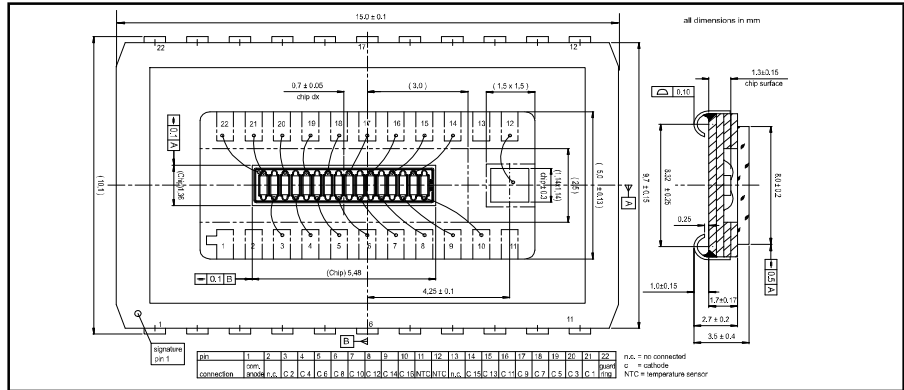 15.0 ± 0.1
all dimensions in mm
22
17
12
1.3±0.15
chip surface
0.10
0,7 ± 0.05
chip dx
( 3,0 )
( 1,5 x 1,5 )
22 21 20 19 18 17 16 15 14 13 12
0.1 A
(Chip)1,36
( 10,1 )
(1,14x1,14)
( 2,5 )
9.7 ± 0.15
A
8.32 ± 0.25
0.25
1 2 3 4 5 6 7 8 9 10 11
0.1 B
(Chip) 5,48
4,25 ± 0.1
1.0±0.15
0.5 A
1.7±0.17
2.7 ± 0.2
3.5 ± 0.4
1
6
11
B
signature
pin 1
pin 1 2 3 4 5 6 7 8 9 10 11 12 13 14 15 16 17 18 19 20 21 22
connection com. anode n.c. C 2 C 4 C 6 C 8 C 10 C 12 C 14 C 16 NTC NTC n.c. C 15 C 13 C 11 C 9 C 7 C 5 C 3 C 1 guard ring
n.c. = no connected
c = cathode
NTC = temperature sensor